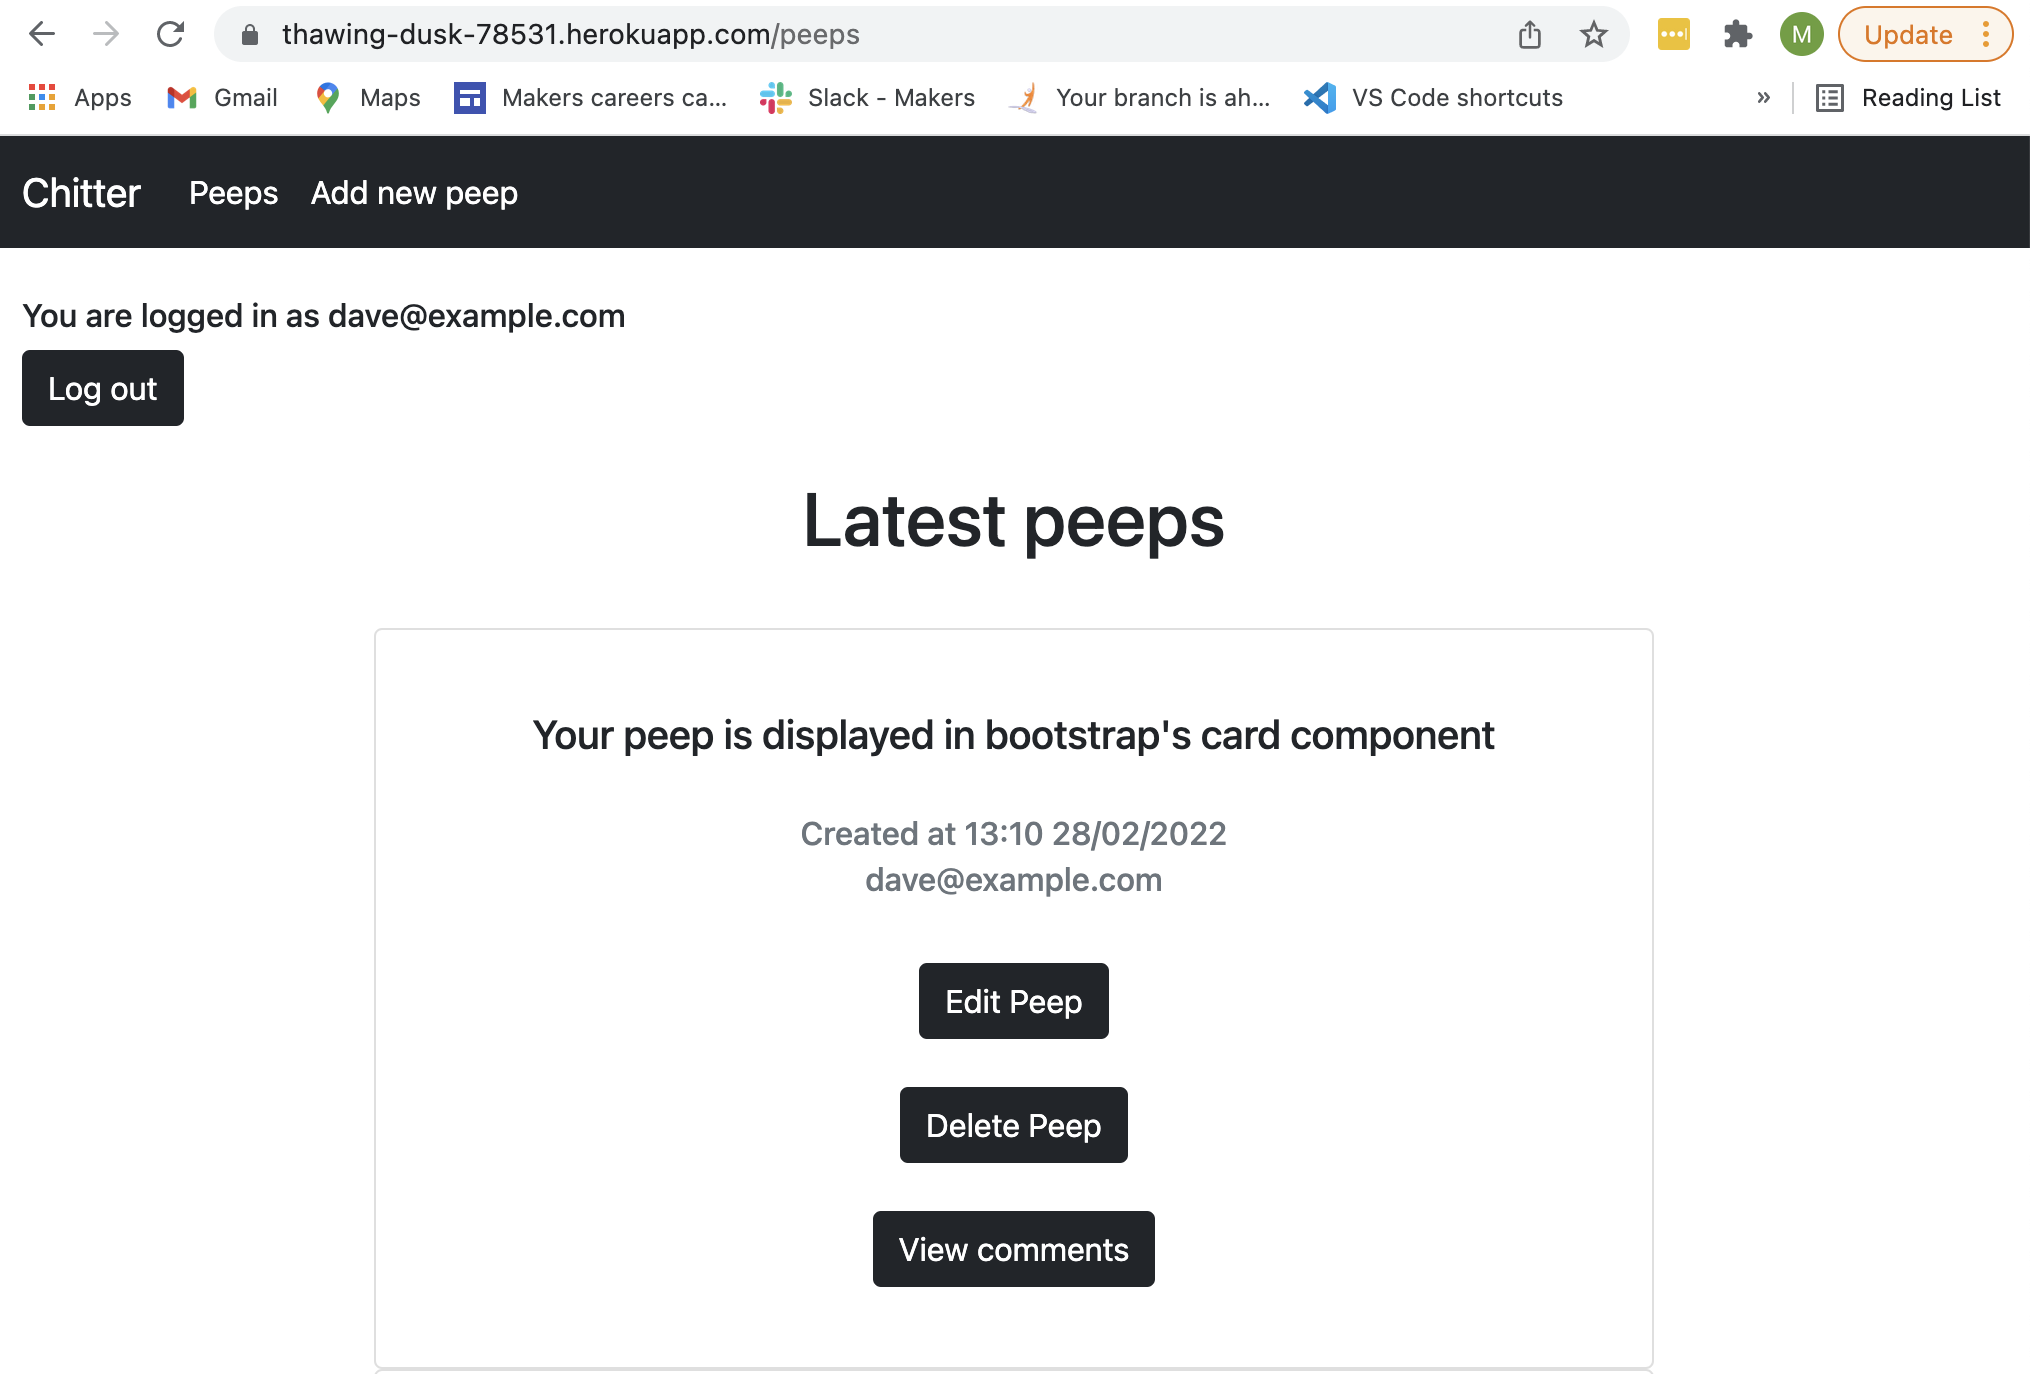 thawing-dusk-78531.herokuapp.com/peeps
M
Update
Apps
Gmail
Maps
Makers careers ca...
Slack - Makers
Your branch is ah...
VS Code shortcuts
»
Reading List
Chitter
Peeps
Add new peep
You are logged in as dave@example.com
Log out
Latest peeps
Your peep is displayed in bootstrap's card component
Created at 13:10 28/02/2022
dave@example.com
Edit Peep
Delete Peep
View comments